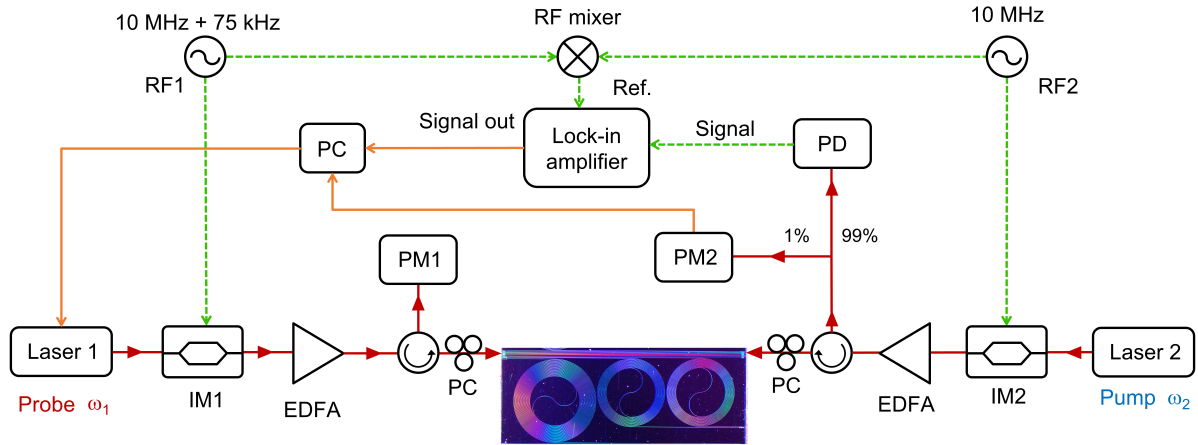 10 MHz + 75 kHz
RF mixer
10 MHz
RF1
Ref.
RF2
Signal out
Signal
PC
Lock-in
amplifier
PD
1%
99%
PM1
PM2
Laser 1
PC
PC
Laser 2
Probe ω1
IM1
EDFA
EDFA
IM2
Pump ω2